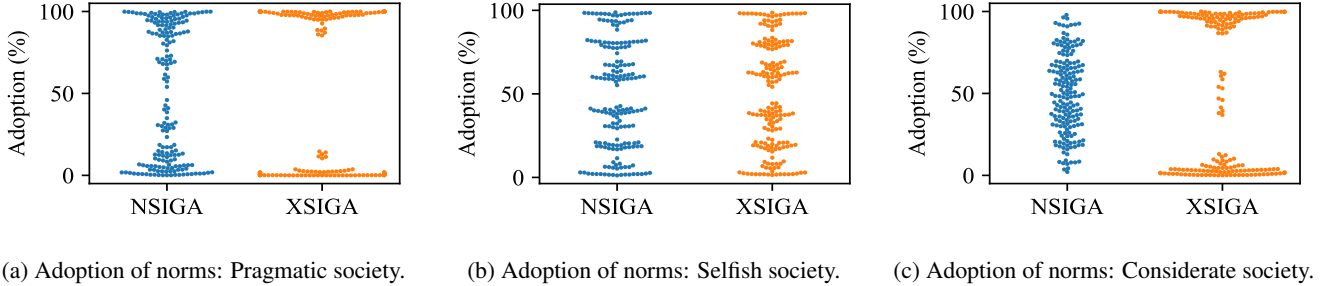 Adoption (%)
100
50
0
NSIGA XSIGA
(a) Adoption of norms: Pragmatic society.
Adoption (%)
100
50
0
NSIGA XSIGA
(b) Adoption of norms: Selfish society.
Adoption (%)
100
50
0
NSIGA XSIGA
(c) Adoption of norms: Considerate society.